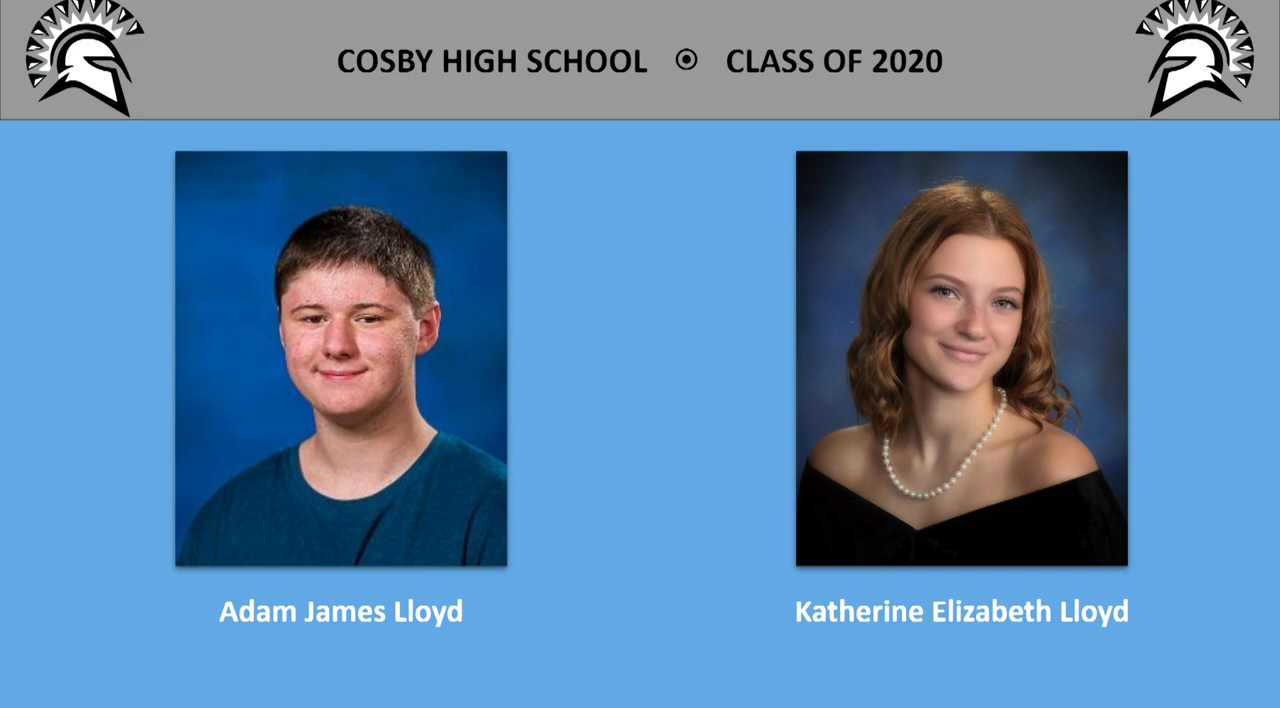 COSBY HIGH SCHOOL ⊙ CLASS OF 2020
Adam James Lloyd
Katherine Elizabeth Lloyd